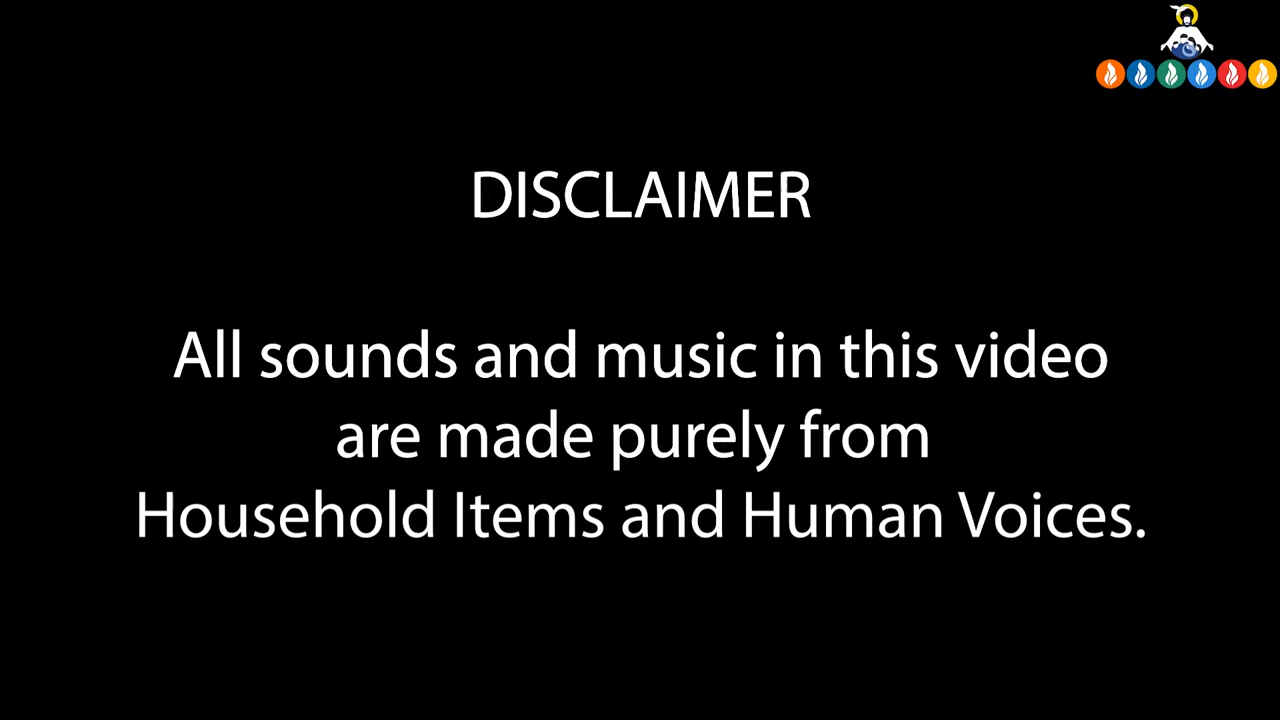 DISCLAIMER
All sounds and music in this video
are made purely from
Household Items and Human Voices.